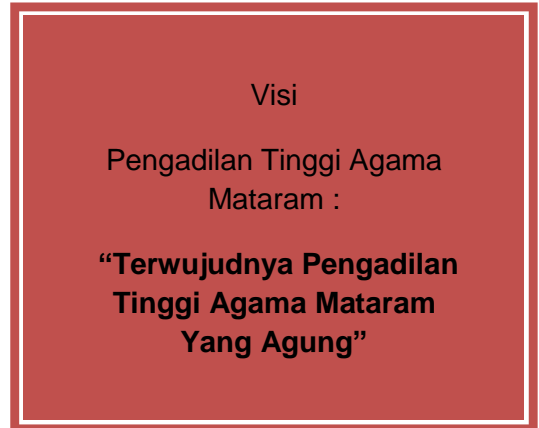 Visi
Pengadilan Tinggi Agama
Mataram :
“Terwujudnya Pengadilan
Tinggi Agama Mataram
Yang Agung”